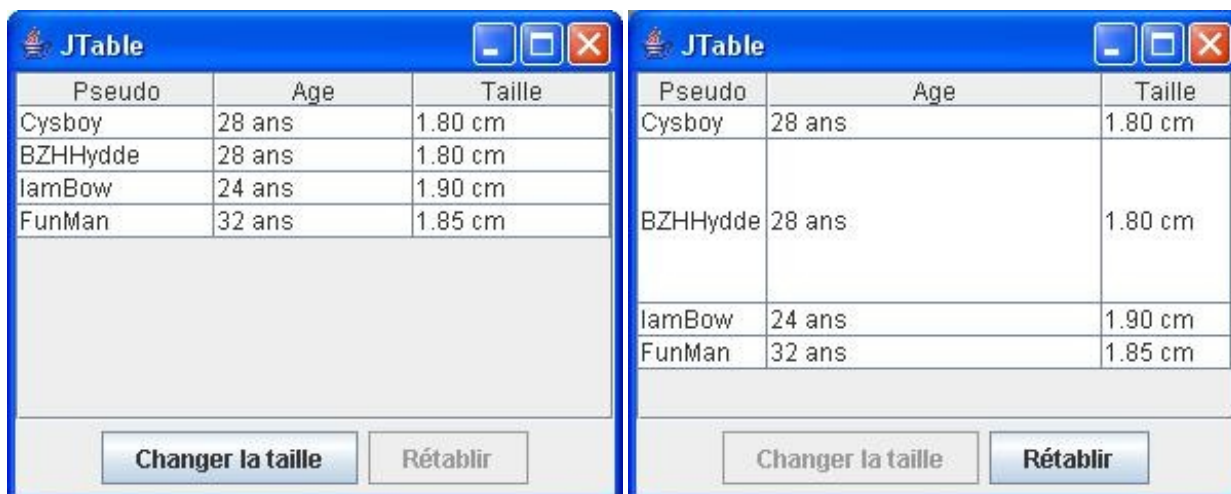 JTable
Pseudo Age Taille
Cysboy 28 ans 1.80 cm
BZHHydde 28 ans 1.80 cm
IamBow 24 ans 1.90 cm
FunMan 32 ans 1.85 cm
Changer la taille Rétablir
JTable
Pseudo Age Taille
Cysboy 28 ans 1.80 cm
BZHHydde 28 ans 1.80 cm
IamBow 24 ans 1.90 cm
FunMan 32 ans 1.85 cm
Changer la taille Rétablir